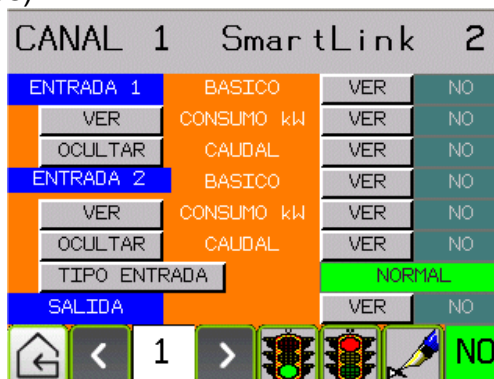 CANAL 1 SmartLink 2
ENTRADA 1 BASICO VER NO
VER CONSUMO kW VER NO
OCULTAR CAUDAL VER NO
ENTRADA 2 BASICO VER NO
VER CONSUMO kW VER NO
OCULTAR CAUDAL VER NO
TIPO ENTRADA NORMAL
SALIDA VER NO
< 1 > NO